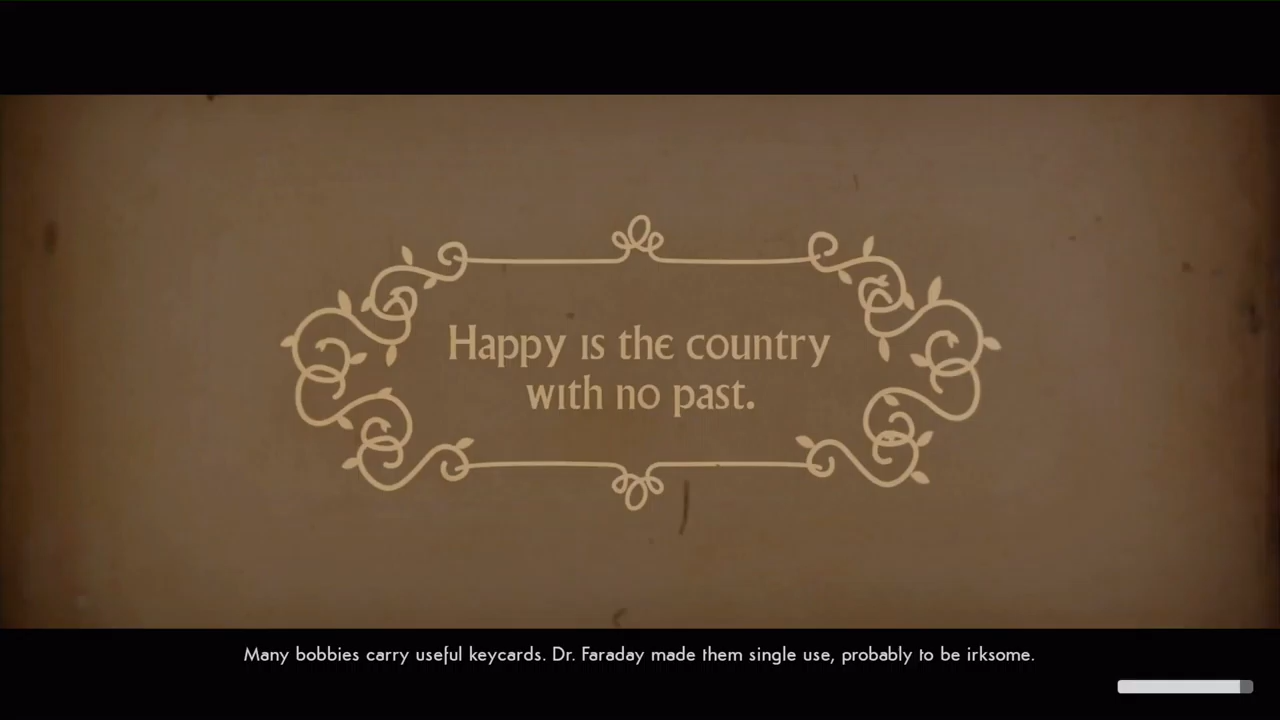 Happy is the country
with no past.
Many bobbies carry useful keycards. Dr. Faraday made them single use, probably to be irksome.